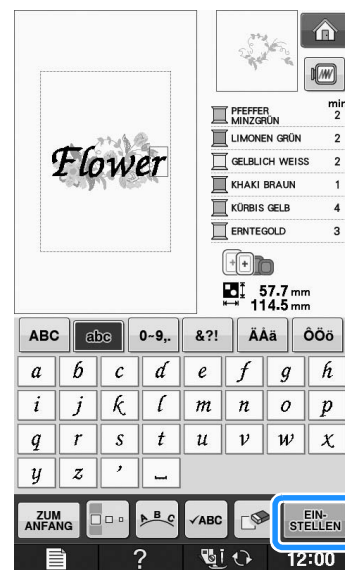 min
PFEFFER
MINZGRÜN 2
LIMONEN GRÜN 2
GELBLICH WEISS 2
KHAKI BRAUN 1
KÜRBIS GELB 4
ERNTEGOLD 3
Flower
57.7 mm
114.5 mm
ABC abc 0~9,. &?! ÄÅä ÔÖö
a b c d e f g h
i j k l m n o p
q r s t u v w x
y z ’ ⎵
ZUM
ANFANG
A B C
✓ABC
EIN-
STELLEN
? 12:00